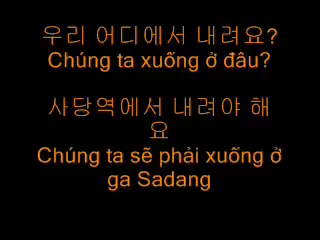 우리 어디에서 내려요?
Chúng ta xuống ở đâu?
사당역에서 내려야 해
요
Chúng ta sẽ phải xuống ở
ga Sadang